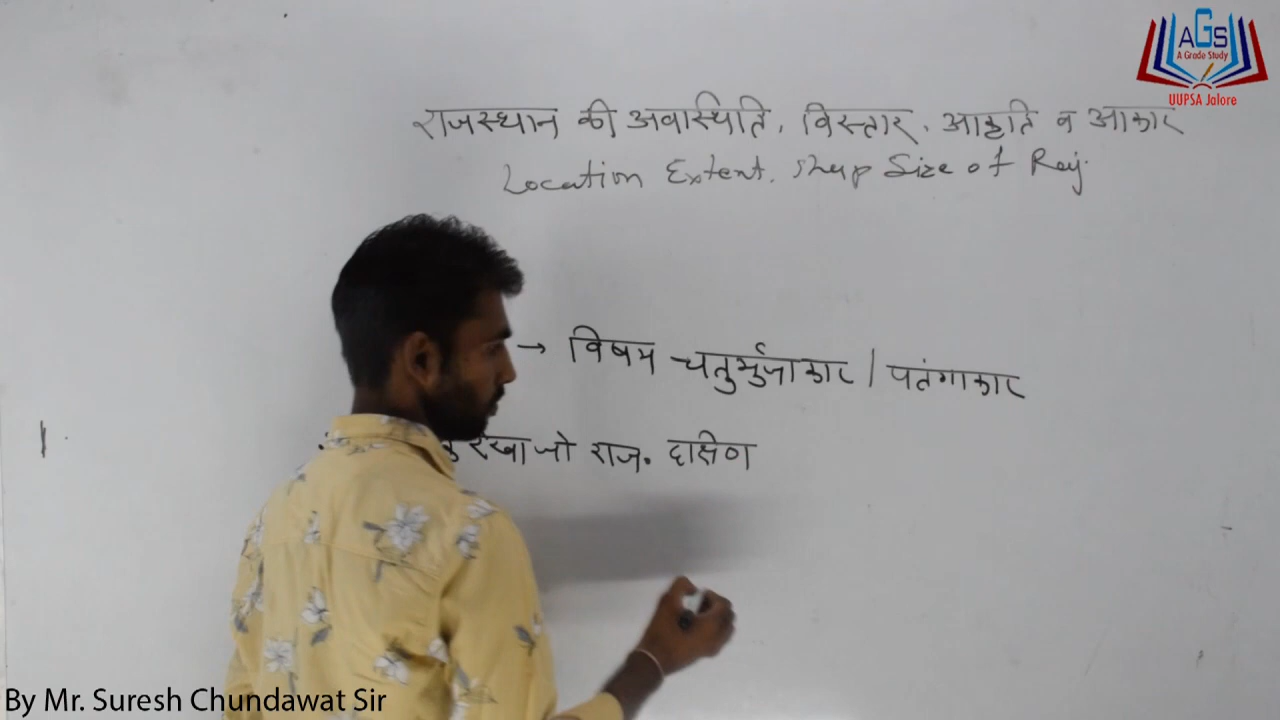 AGS
A Grade Study
UUPSA Jalore
राजस्थान की अवास्थिति, विस्तार, आकृति व आकार
Location Extent, Shap Size of Raj.
→ विषम चतुर्भुजाकार / पतंगाकार
रेखा जो राज. दक्षिण
By Mr. Suresh Chundawat Sir